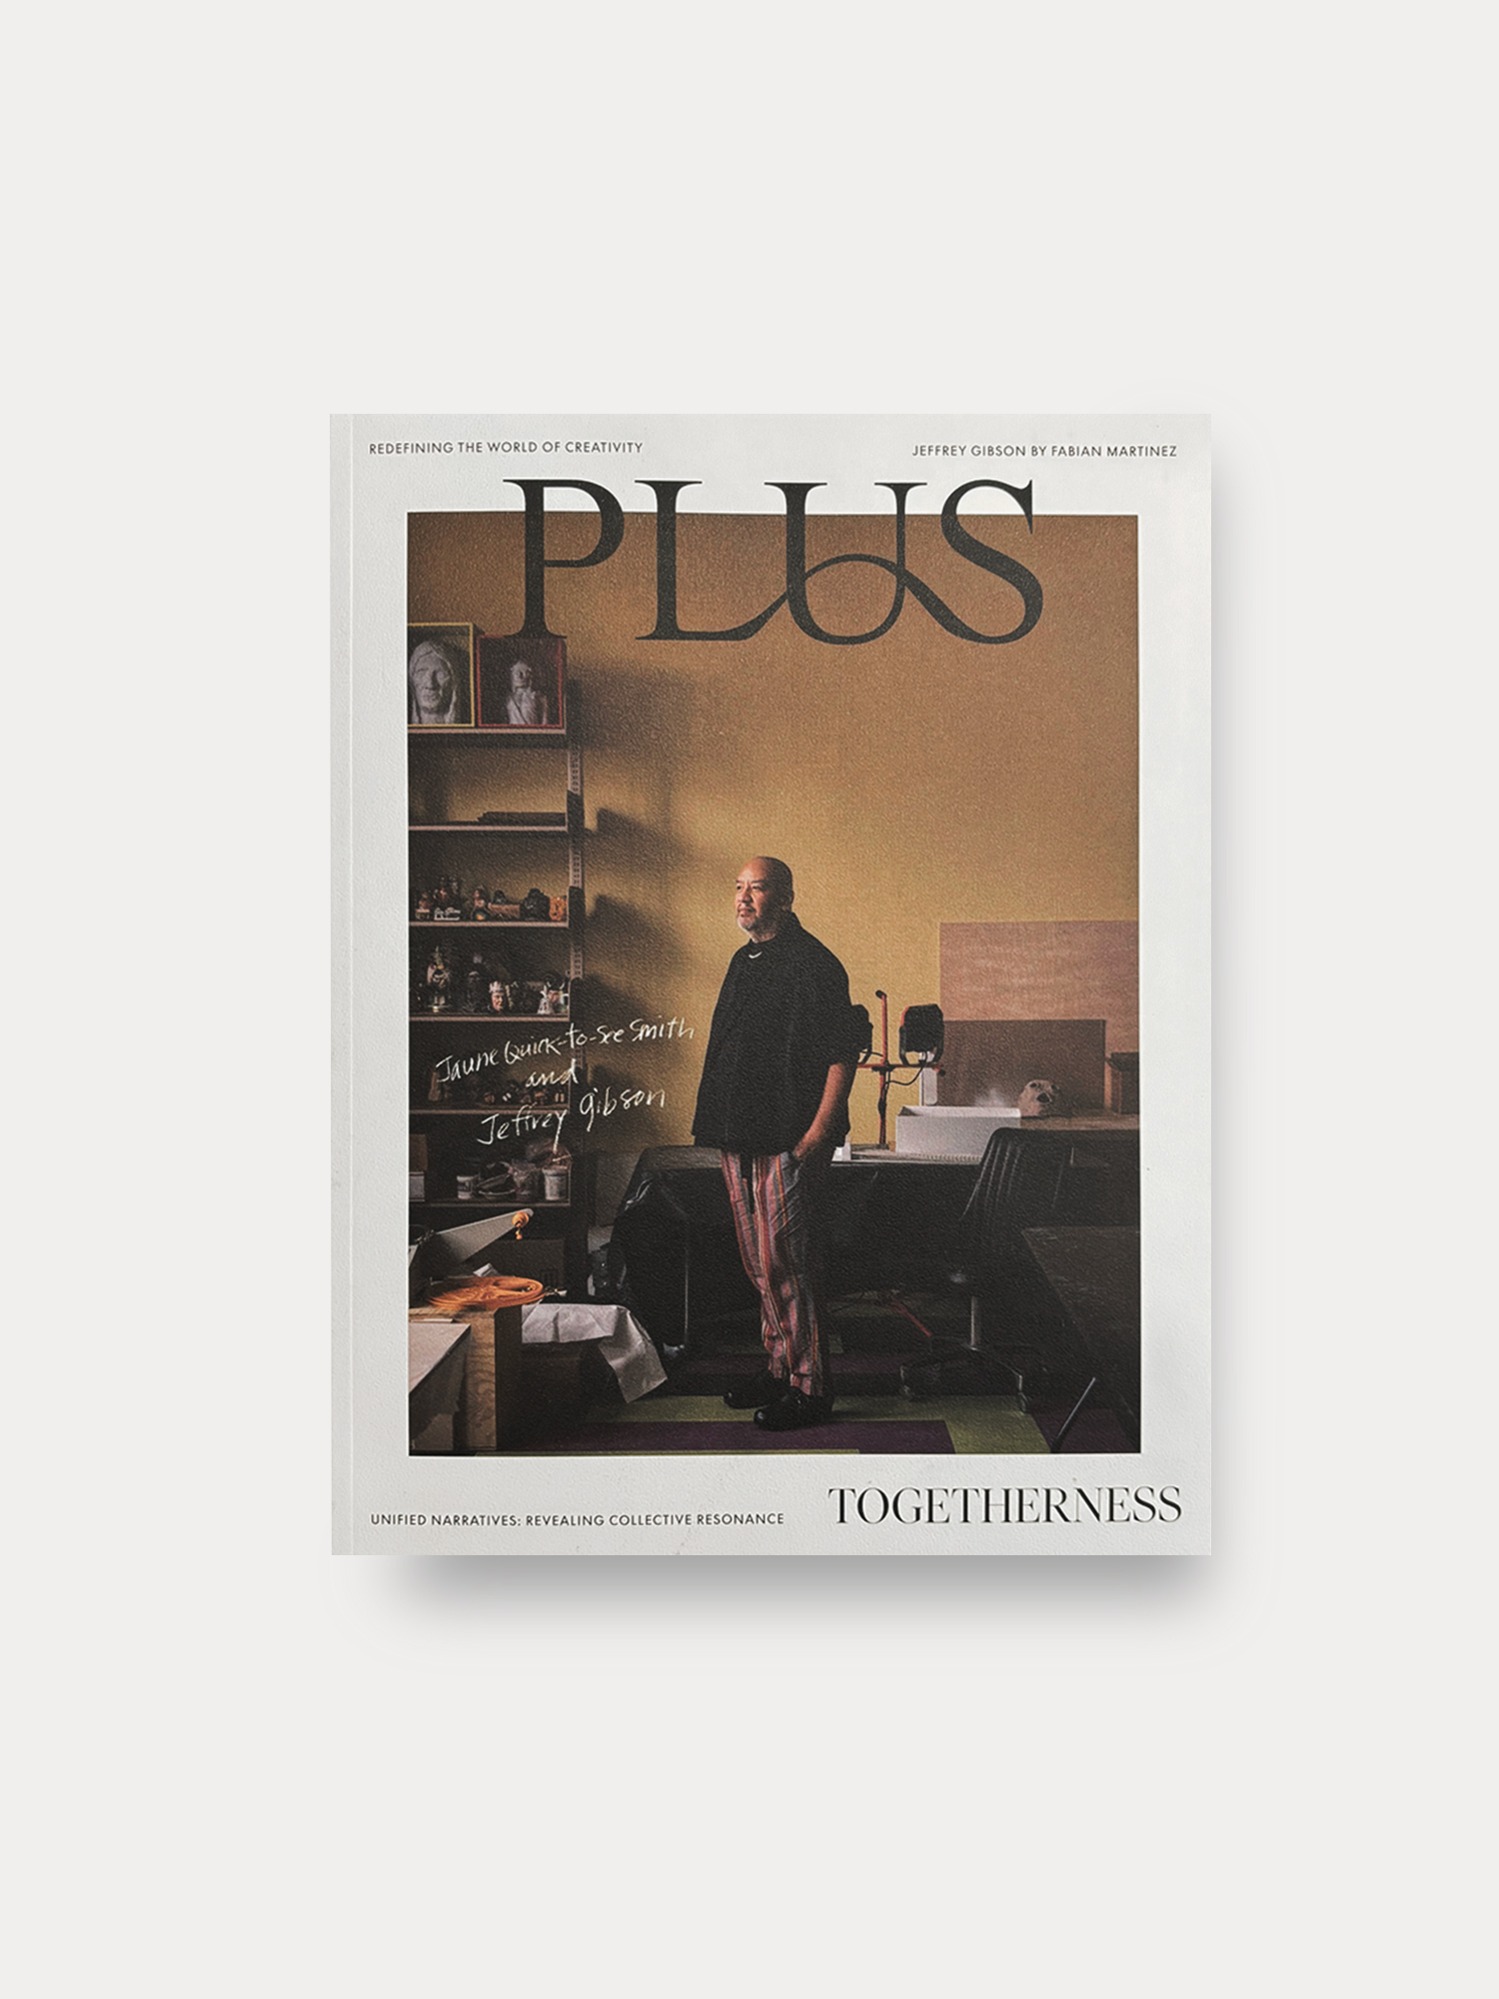 REDEFINING THE WORLD OF CREATIVITY
JEFFREY GIBSON BY FABIAN MARTINEZ
PLUS
Jaune Quick-to-See Smith
and
Jeffrey Gibson
UNIFIED NARRATIVES: REVEALING COLLECTIVE RESONANCE
TOGETHERNESS